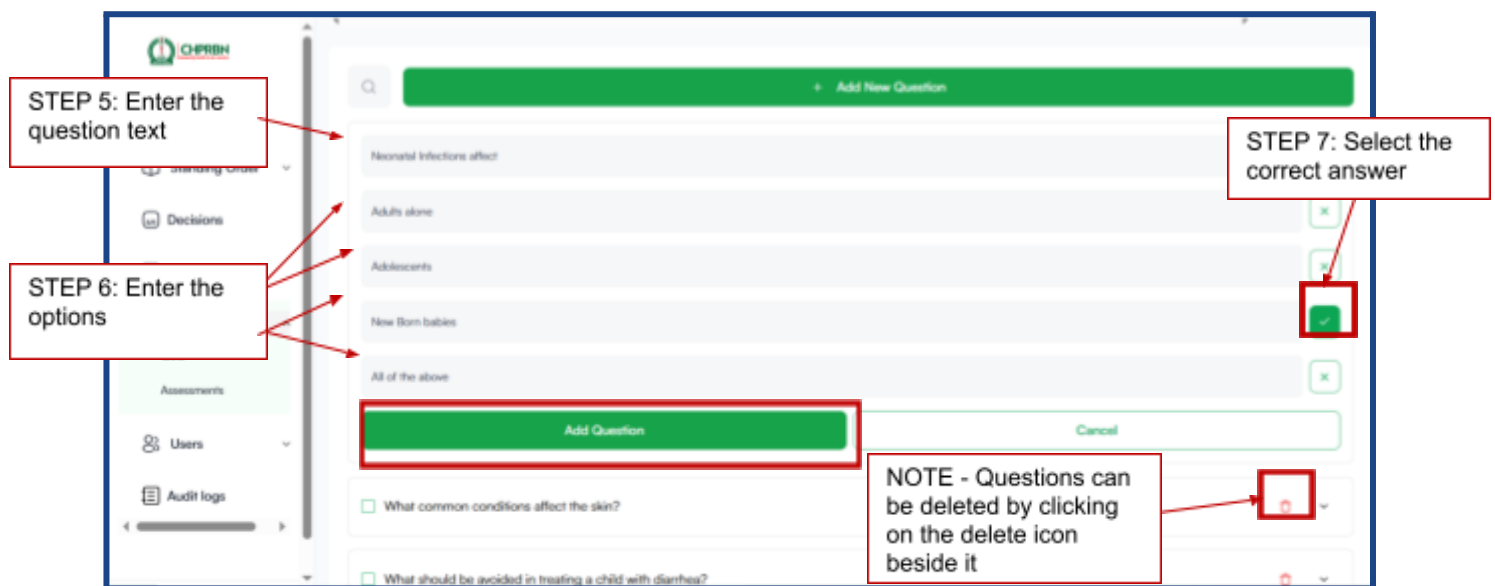 CHPRBN
STEP 5: Enter the
question text
+ Add New Question
STEP 7: Select the
correct answer
Neonatal Infections affect
Standing Order
Adults alone
Decisions
Adolescents
STEP 6: Enter the
options
New Born babies
All of the above
Assessments
Add Question
Cancel
Users
NOTE - Questions can
be deleted by clicking
on the delete icon
beside it
Audit logs
What common conditions affect the skin?
What should be avoided in treating a child with diarrhea?